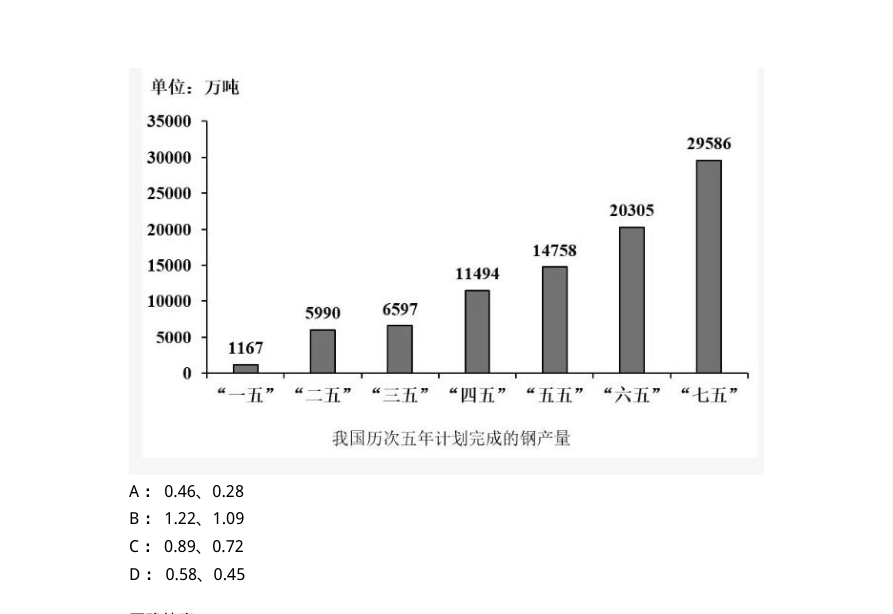 单位：万吨
35000
30000
25000
20000
15000
10000
5000
0
1167
5990
6597
11494
14758
20305
29586
“一五” “二五” “三五” “四五” “五五” “六五” “七五”
我国历次五年计划完成的钢产量
A： 0.46、0.28
B： 1.22、1.09
C： 0.89、0.72
D： 0.58、0.45